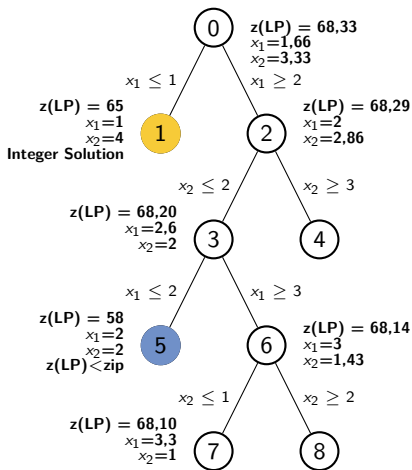 0
z(LP) = 68,33
x₁=1,66
x₂=3,33
x₁ ≤ 1
x₁ ≥ 2
z(LP) = 65
x₁=1
x₂=4
Integer Solution
1
2
z(LP) = 68,29
x₁=2
x₂=2,86
x₂ ≤ 2
x₂ ≥ 3
z(LP) = 68,20
x₁=2,6
x₂=2
3
4
x₁ ≤ 2
x₁ ≥ 3
z(LP) = 58
x₁=2
x₂=2
z(LP)<zip
5
6
z(LP) = 68,14
x₁=3
x₂=1,43
x₂ ≤ 1
x₂ ≥ 2
z(LP) = 68,10
x₁=3,3
x₂=1
7
8